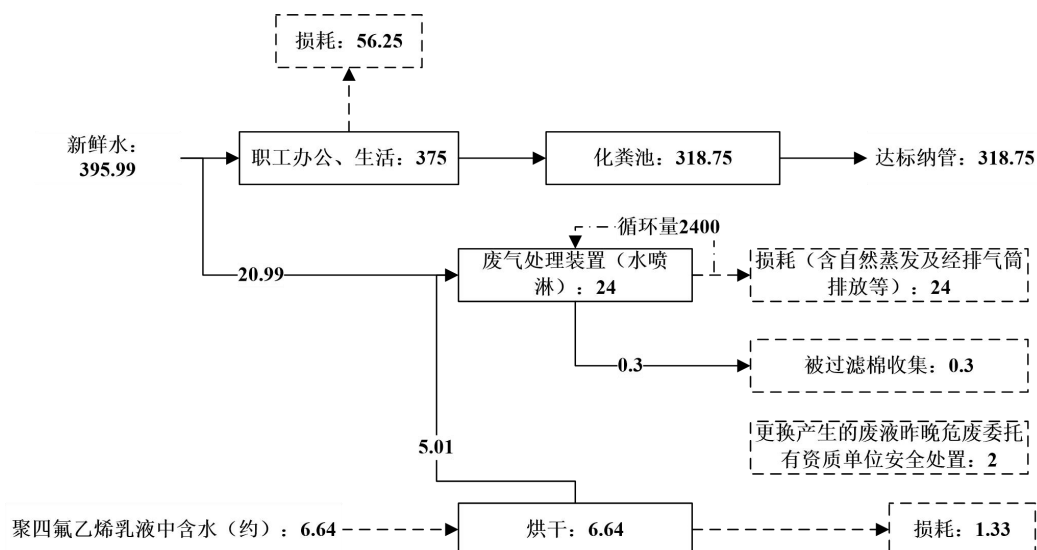 损耗：56.25
新鲜水：
395.99
职工办公、生活：375
化粪池：318.75
达标纳管：318.75
循环量2400
20.99
废气处理装置（水喷
淋）：24
损耗（含自然蒸发及经排气筒
排放等）：24
0.3
被过滤棉收集：0.3
更换产生的废液昨晚危废委托
有资质单位安全处置：2
5.01
聚四氟乙烯乳液中含水（约）：6.64
烘干：6.64
损耗：1.33